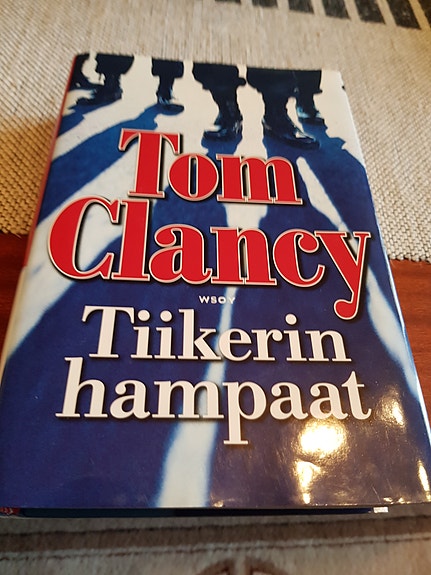 Tom
Clancy
WSOY
Tiikerin
hampaat